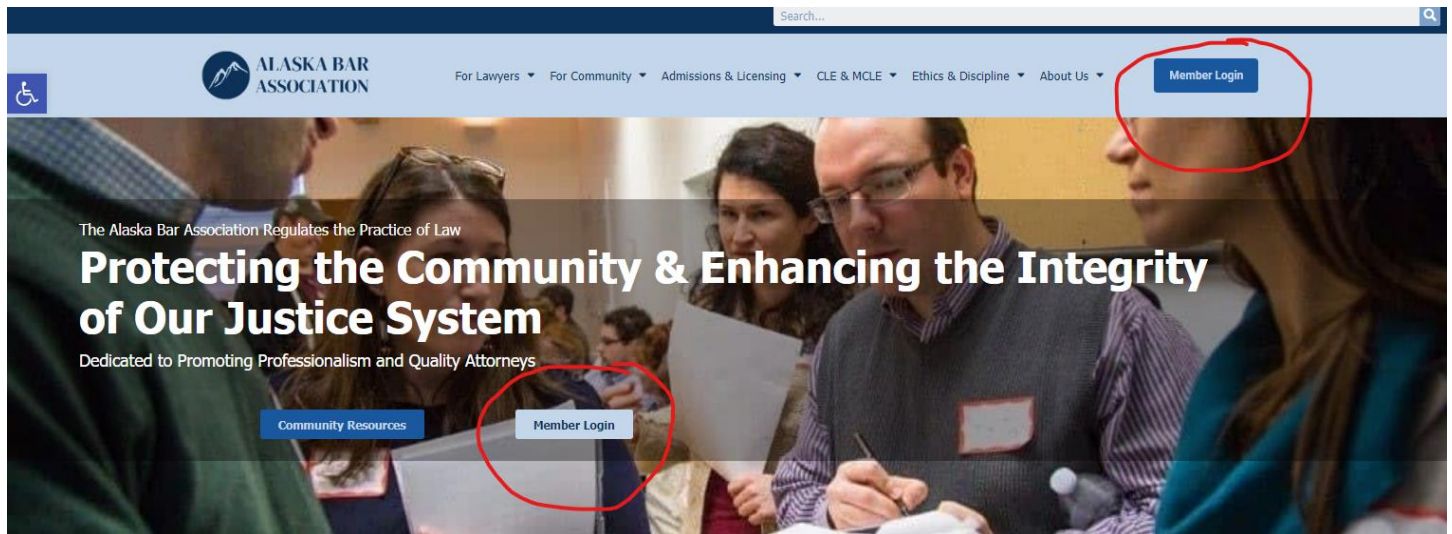 Search...
ALASKA BAR
ASSOCIATION
For Lawyers For Community Admissions & Licensing CLE & MCLE Ethics & Discipline About Us Member Login
The Alaska Bar Association Regulates the Practice of Law
Protecting the Community & Enhancing the Integrity
of Our Justice System
Dedicated to Promoting Professionalism and Quality Attorneys
Community Resources Member Login